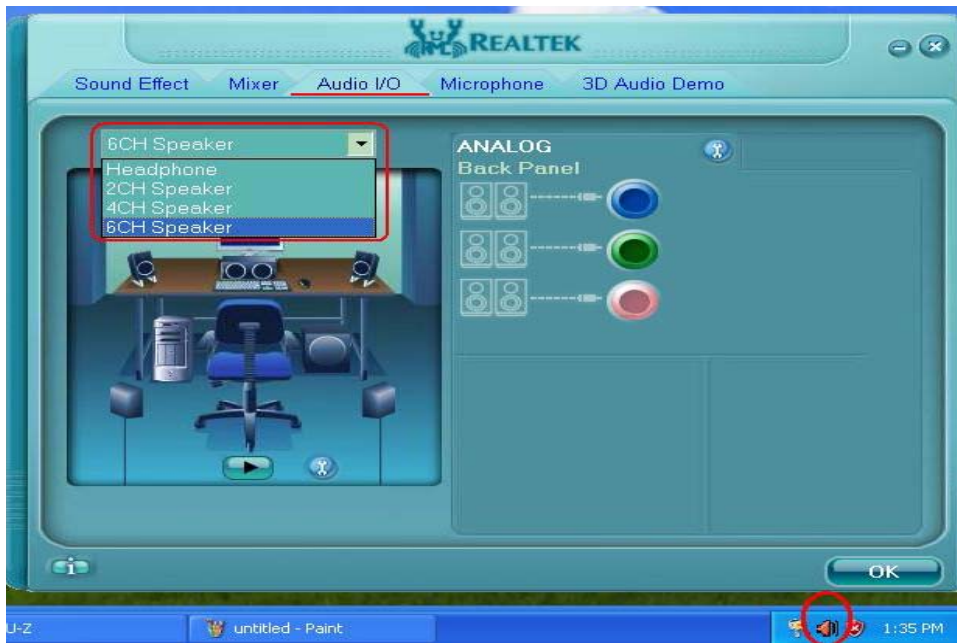 REALTEK
Sound Effect Mixer Audio I/O Microphone 3D Audio Demo
6CH Speaker
Headphone
2CH Speaker
4CH Speaker
6CH Speaker
ANALOG
Back Panel
i
OK
U-Z
untitled - Paint
1:35 PM